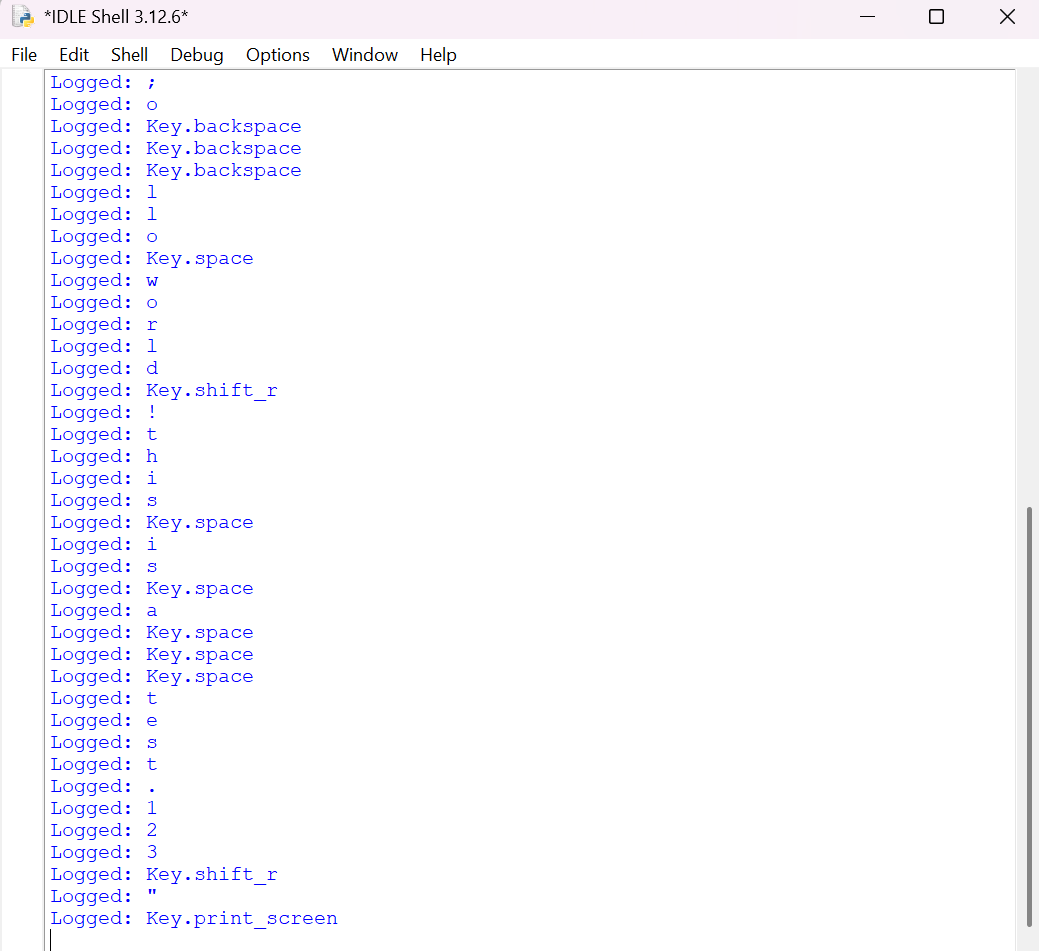 *IDLE Shell 3.12.6*
File Edit Shell Debug Options Window Help
Logged: ;
Logged: o
Logged: Key.backspace
Logged: Key.backspace
Logged: Key.backspace
Logged: l
Logged: l
Logged: o
Logged: Key.space
Logged: w
Logged: o
Logged: r
Logged: l
Logged: d
Logged: Key.shift_r
Logged: !
Logged: t
Logged: h
Logged: i
Logged: s
Logged: Key.space
Logged: i
Logged: s
Logged: Key.space
Logged: a
Logged: Key.space
Logged: Key.space
Logged: Key.space
Logged: t
Logged: e
Logged: s
Logged: t
Logged: .
Logged: 1
Logged: 2
Logged: 3
Logged: Key.shift_r
Logged: "
Logged: Key.print_screen